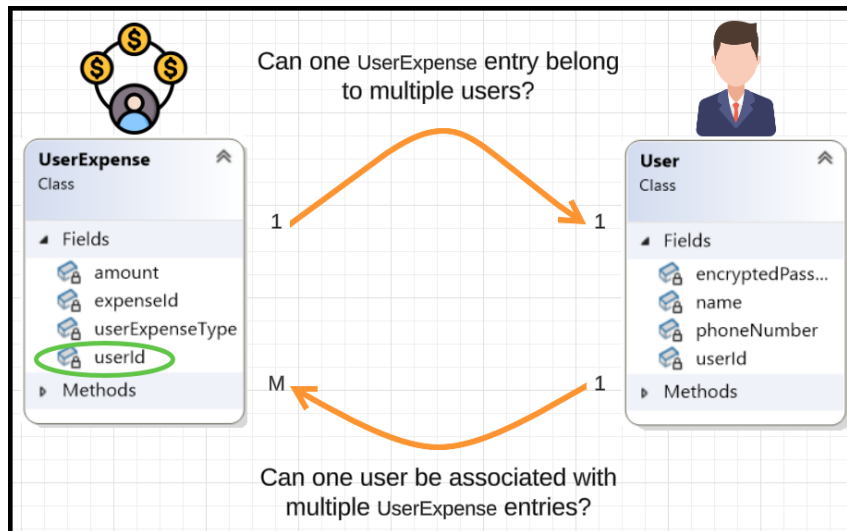 $
$ $
Can one UserExpense entry belong
to multiple users?
UserExpense
Class
Fields
amount
expenseId
userExpenseType
userId
Methods
1
1
M
1
User
Class
Fields
encryptedPass...
name
phoneNumber
userId
Methods
Can one user be associated with
multiple UserExpense entries?